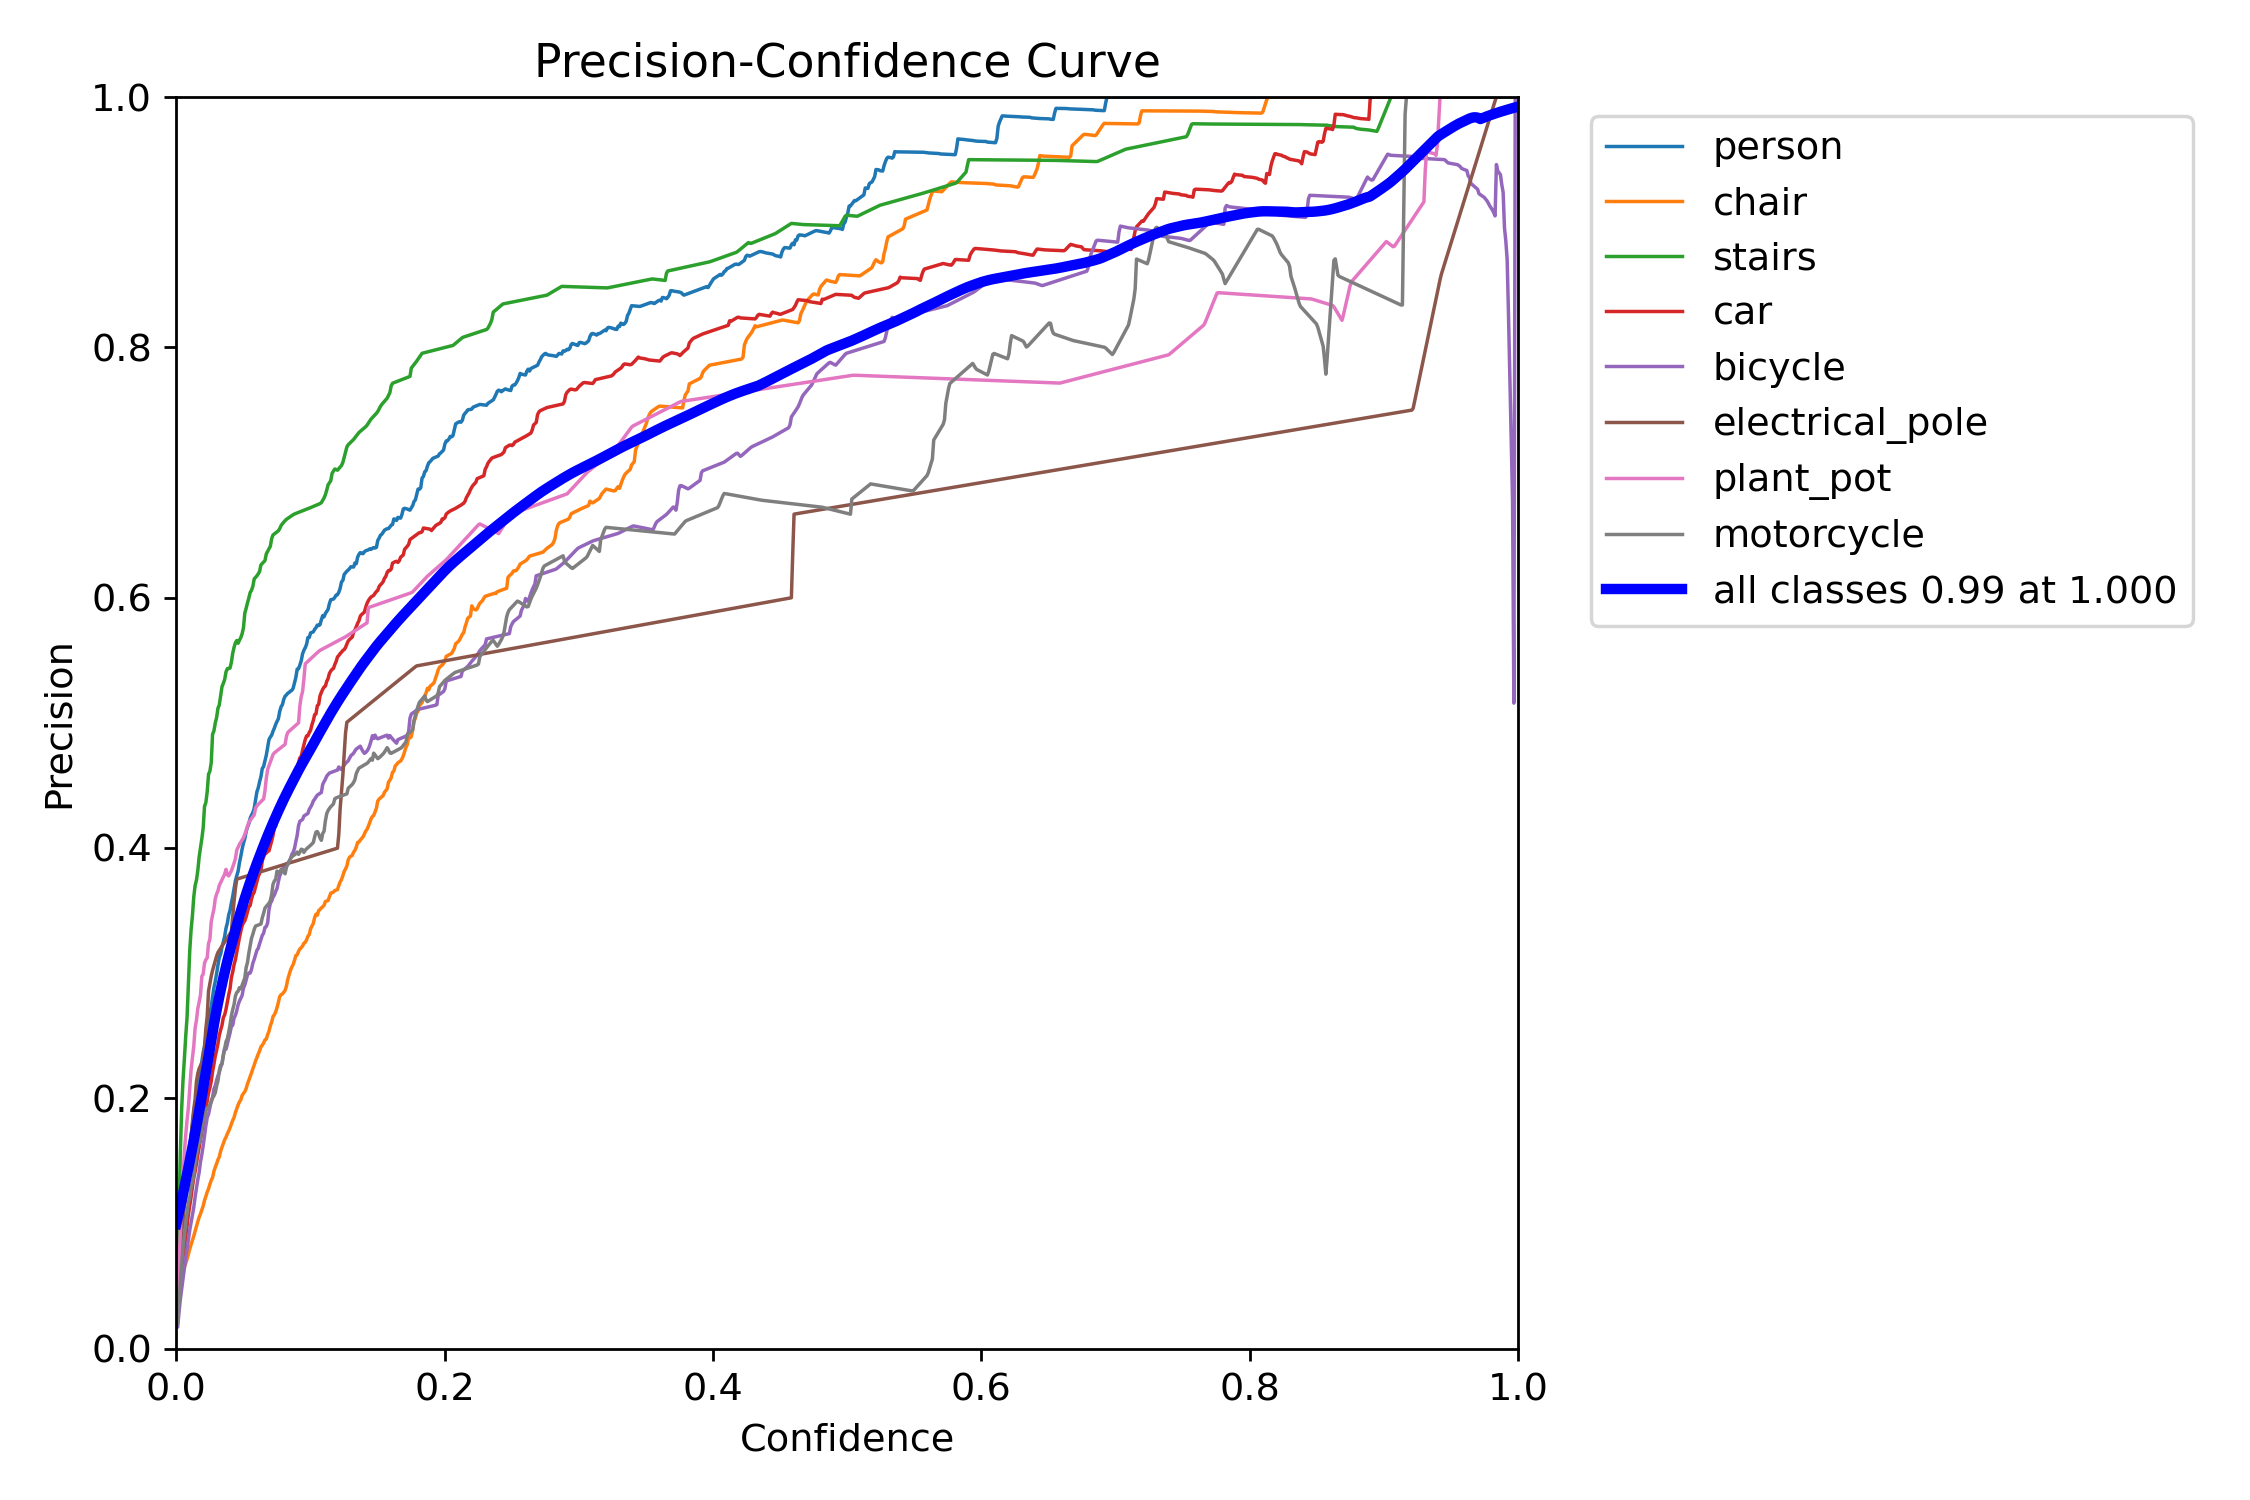 Precision-Confidence Curve
1.0
0.8
0.6
0.4
0.2
0.0
Precision
0.0 0.2 0.4 0.6 0.8 1.0
Confidence
person
chair
stairs
car
bicycle
electrical_pole
plant_pot
motorcycle
all classes 0.99 at 1.000